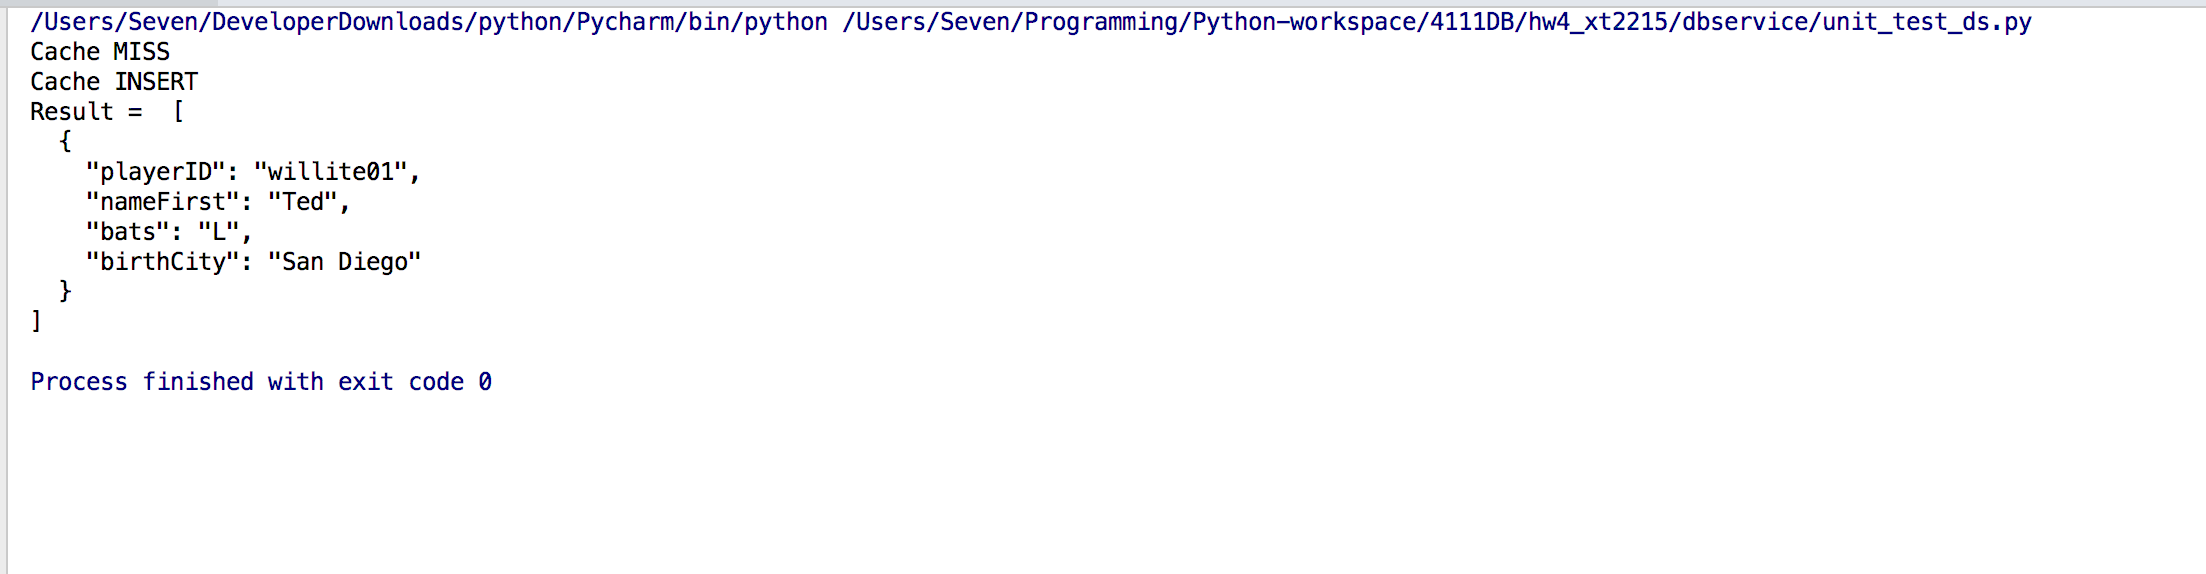 /Users/Seven/DeveloperDownloads/python/Pycharm/bin/python /Users/Seven/Programming/Python-workspace/4111DB/hw4_xt2215/dbservice/unit_test_ds.py
Cache MISS
Cache INSERT
Result =  [
  {
    "playerID": "willite01",
    "nameFirst": "Ted",
    "bats": "L",
    "birthCity": "San Diego"
  }
]
Process finished with exit code 0